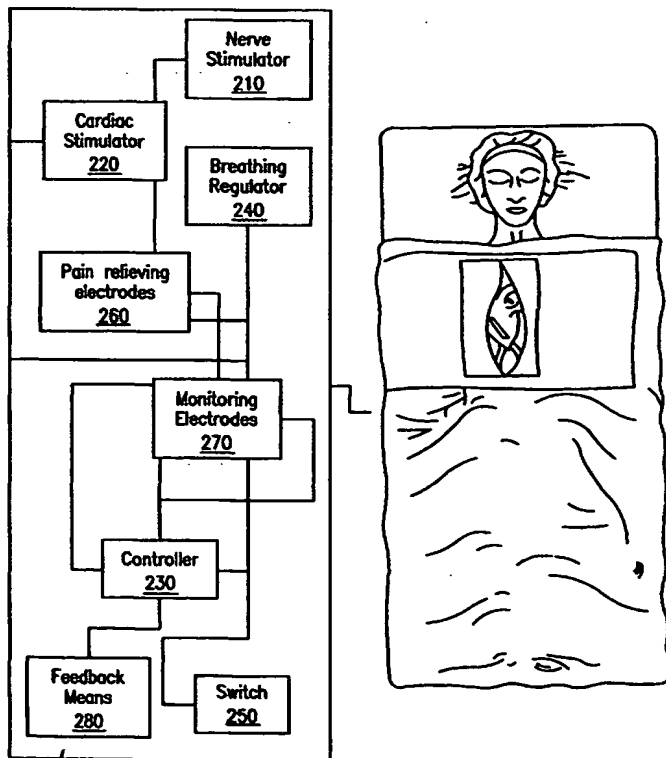 Nerve
Stimulator
210
Cardiac
Stimulator
220
Breathing
Regulator
240
Pain relieving
electrodes
260
Monitoring
Electrodes
270
Controller
230
Feedback
Means
280
Switch
250